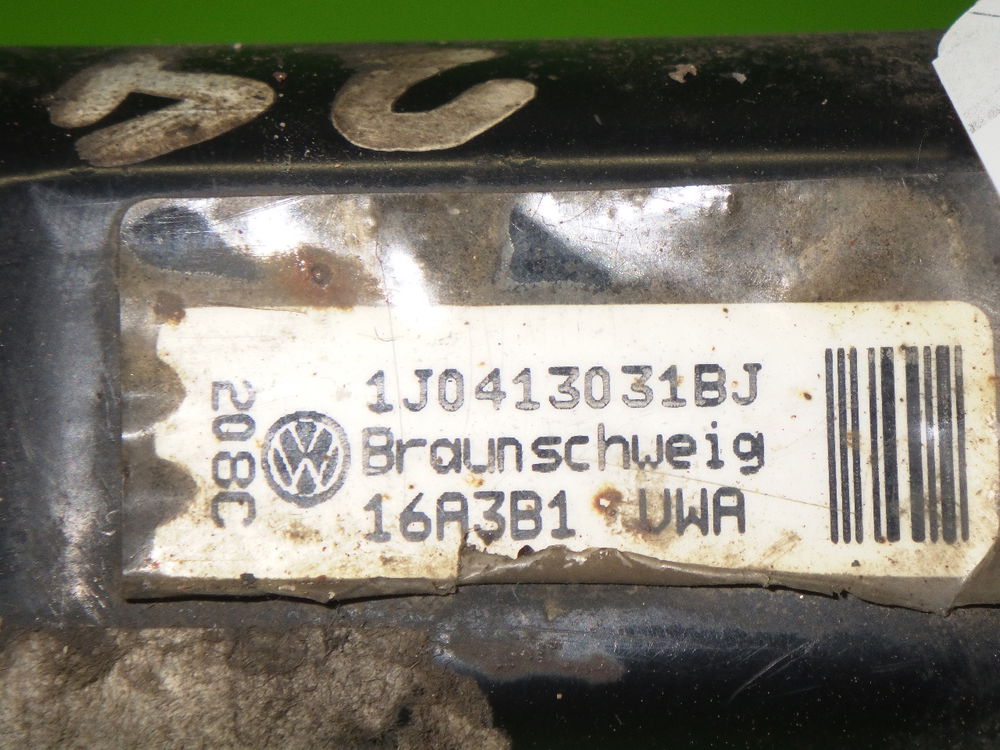 1J0413031BJ
Braunschweig
16A3B1 VWA
208C